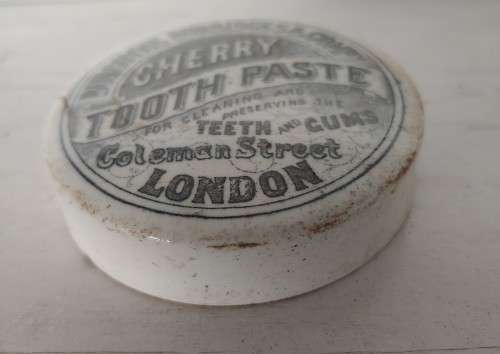 CHERRY
TOOTH PASTE
FOR CLEANING AND
PRESERVING THE
TEETH AND GUMS
Coleman Street
LONDON